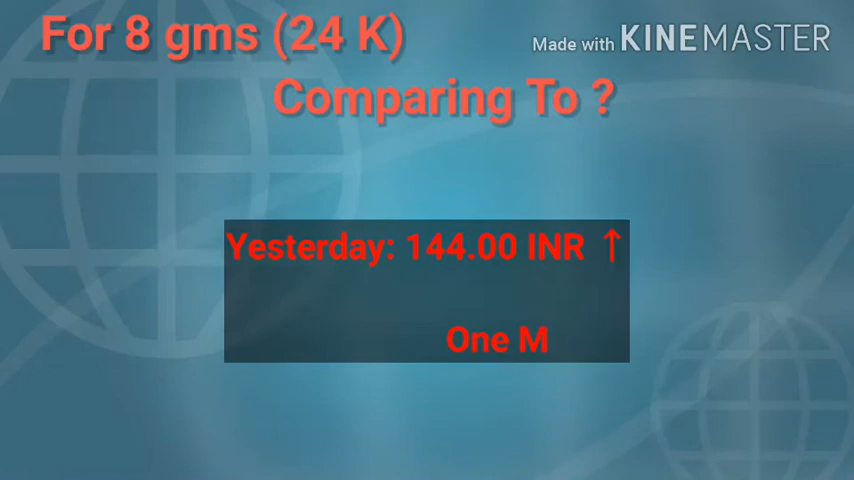 For 8 gms (24 K)
Made with KINEMASTER
Comparing To ?
Yesterday: 144.00 INR ↑
One M